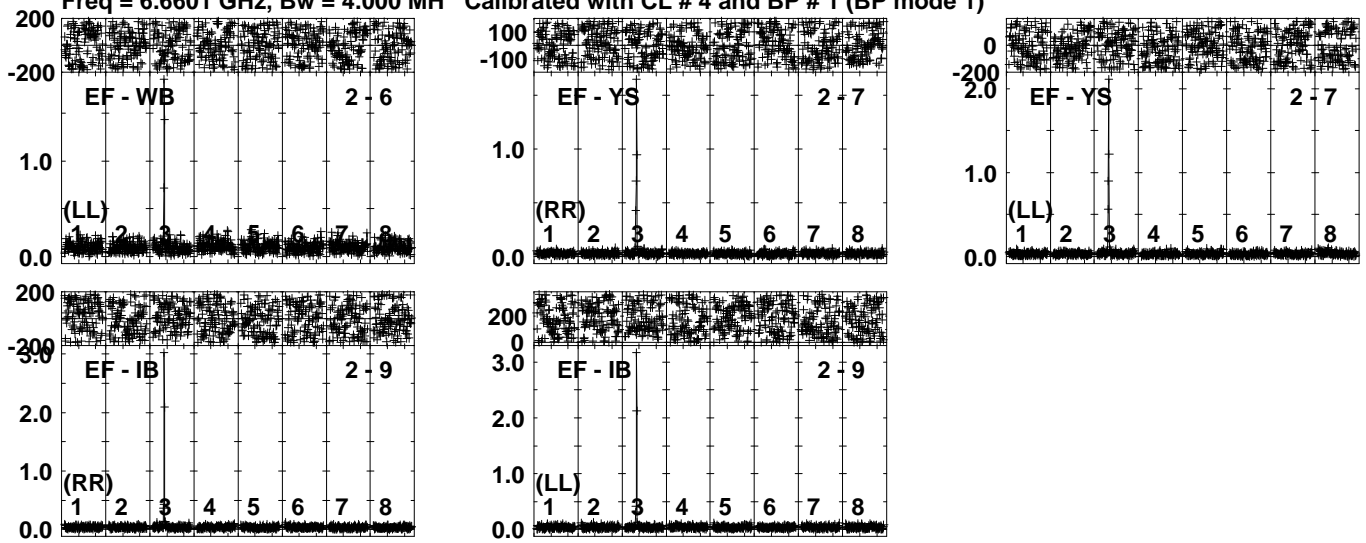 Freq = 6.6601 GHz, Bw = 4.000 MH Calibrated with CL # 4 and BP # 1 (BP mode 1)
200
-200
EF - WB 2 - 6
1.0
(LL)
1 2 3 4 5 6 7 8
0.0
100
-100
EF - YS 2 - 7
1.0
(RR)
1 2 3 4 5 6 7 8
0.0
0
-200
2.0
EF - YS 2 - 7
1.0
(LL)
1 2 3 4 5 6 7 8
0.0
200
-200
3.0
EF - IB 2 - 9
2.0
1.0
(RR)
1 2 3 4 5 6 7 8
0.0
200
0
3.0
EF - IB 2 - 9
2.0
1.0
(LL)
1 2 3 4 5 6 7 8
0.0